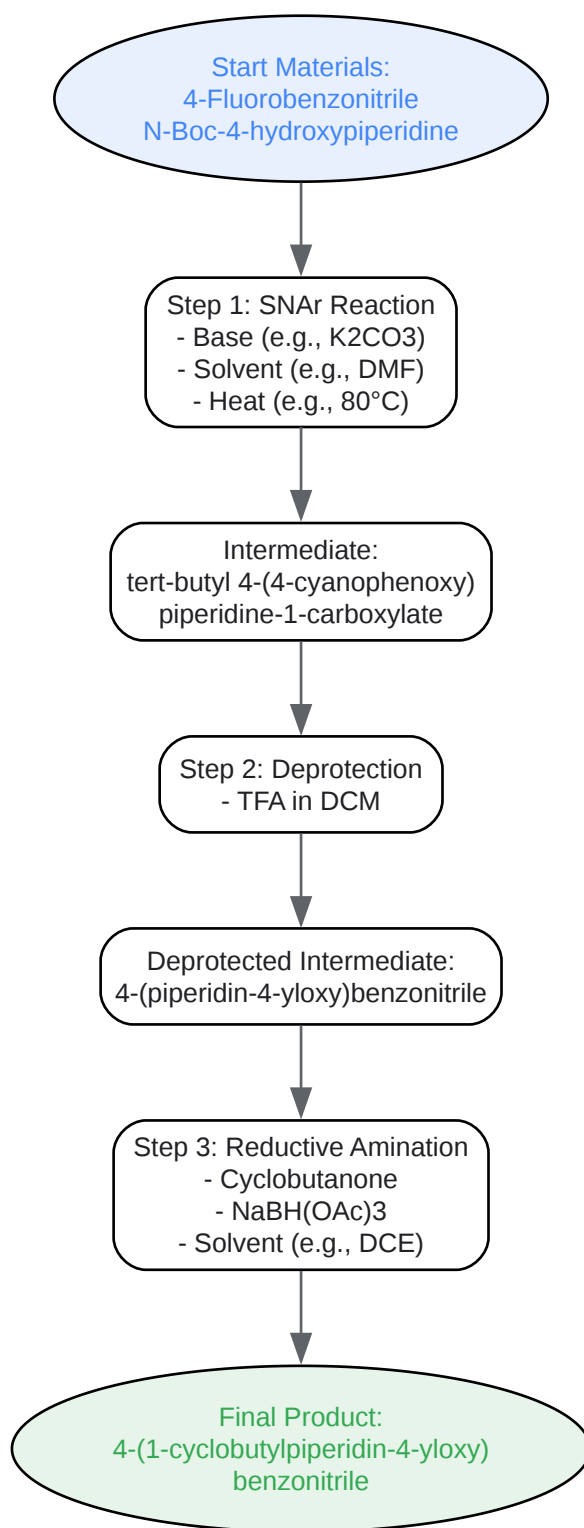 Start Materials:
4-Fluorobenzonitrile
N-Boc-4-hydroxypiperidine
Step 1: SNAr Reaction
- Base (e.g., K2CO3)
- Solvent (e.g., DMF)
- Heat (e.g., 80°C)
Intermediate:
tert-butyl 4-(4-cyanophenoxy)
piperidine-1-carboxylate
Step 2: Deprotection
- TFA in DCM
Deprotected Intermediate:
4-(piperidin-4-yloxy)benzonitrile
Step 3: Reductive Amination
- Cyclobutanone
- NaBH(OAc)3
- Solvent (e.g., DCE)
Final Product:
4-(1-cyclobutylpiperidin-4-yloxy)
benzonitrile